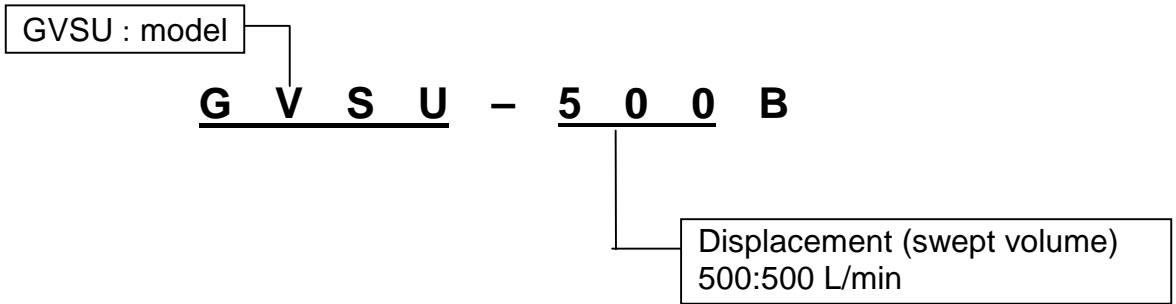 GVSU : model
G V S U – 5 0 0 B
Displacement (swept volume)
500:500 L/min